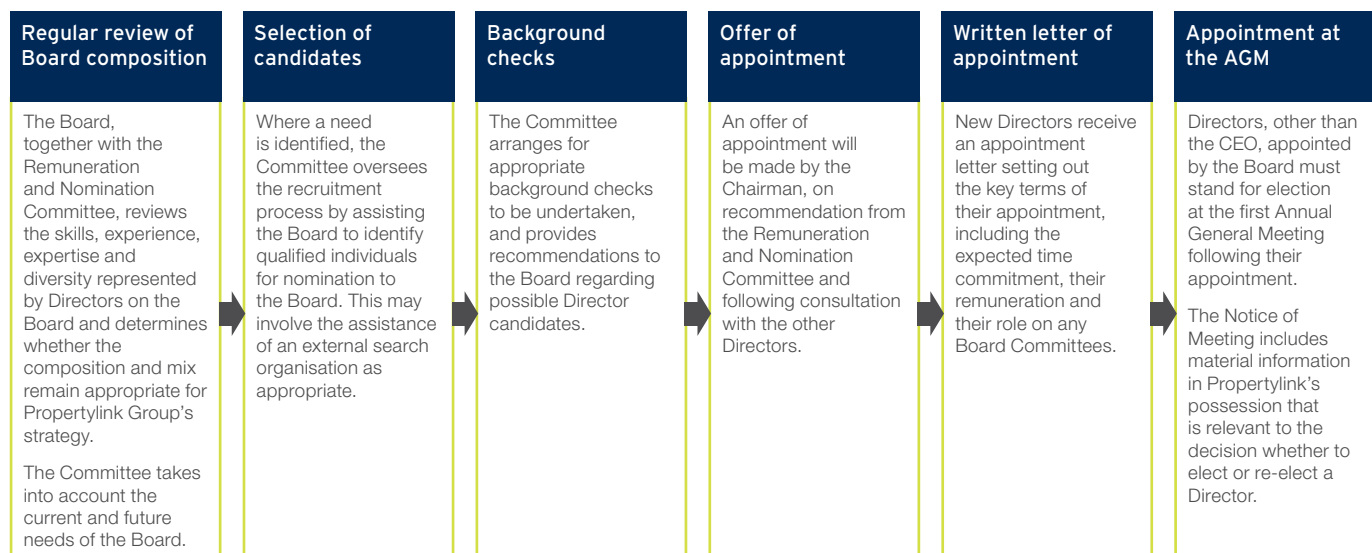 Regular review of
Board composition
The Board,
together with the
Remuneration
and Nomination
Committee, reviews
the skills, experience,
expertise and
diversity represented
by Directors on the
Board and determines
whether the
composition and mix
remain appropriate for
Propertylink Group's
strategy.
The Committee takes
into account the
current and future
needs of the Board.
Selection of
candidates
Where a need
is identified, the
Committee oversees
the recruitment
process by assisting
the Board to identify
qualified individuals
for nomination to
the Board. This may
involve the assistance
of an external search
organisation as
appropriate.
Background
checks
The Committee
arranges for
appropriate
background checks
to be undertaken,
and provides
recommendations to
the Board regarding
possible Director
candidates.
Offer of
appointment
An offer of
appointment will
be made by the
Chairman, on
recommendation from
the Remuneration
and Nomination
Committee and
following consultation
with the other
Directors.
Written letter of
appointment
New Directors receive
an appointment
letter setting out
the key terms of
their appointment,
including the
expected time
commitment, their
remuneration and
their role on any
Board Committees.
Appointment at
the AGM
Directors, other than
the CEO, appointed
by the Board must
stand for election
at the first Annual
General Meeting
following their
appointment.
The Notice of
Meeting includes
material information
in Propertylink's
possession that
is relevant to the
decision whether to
elect or re-elect a
Director.